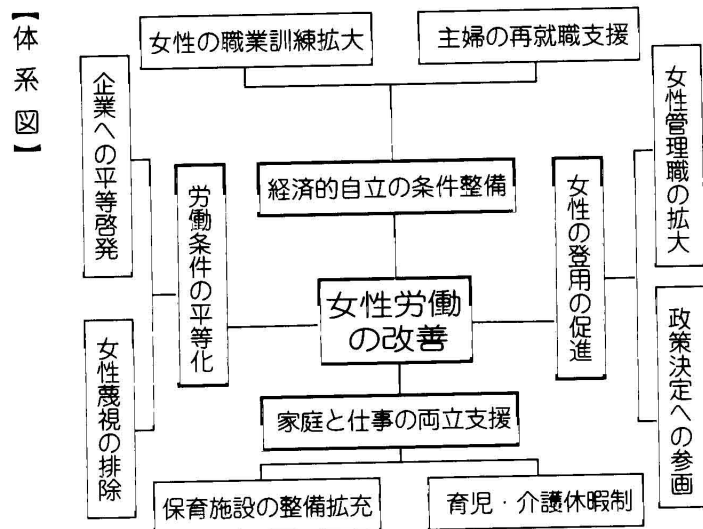 【体系図】
女性の職業訓練拡大
主婦の再就職支援
企業への平等啓発
女性管理職の拡大
経済的自立の条件整備
労働条件の平等化
女性の登用の促進
女性労働
の改善
女性蔑視の排除
政策決定への参画
家庭と仕事の両立支援
保育施設の整備拡充
育児・介護休暇制